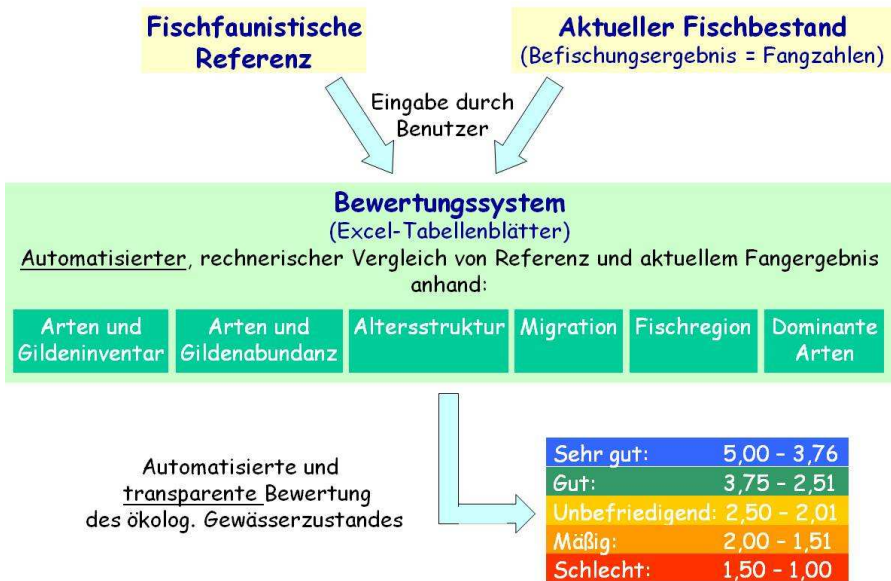 Fischfaunistische
Referenz
Aktueller Fischbestand
(Befischungsergebnis = Fangzahlen)
Eingabe durch
Benutzer
Bewertungssystem
(Excel-Tabellenblätter)
Automatisierter, rechnerischer Vergleich von Referenz und aktuellem Fangergebnis
anhand:
Arten und
Gildeninventar
Arten und
Gildenabundanz
Altersstruktur
Migration
Fischregion
Dominante
Arten
Automatisierte und
transparente Bewertung
des ökolog. Gewässerzustandes
Sehr gut: 5,00 – 3,76
Gut: 3,75 – 2,51
Unbefriedigend: 2,50 – 2,01
Mäßig: 2,00 – 1,51
Schlecht: 1,50 – 1,00